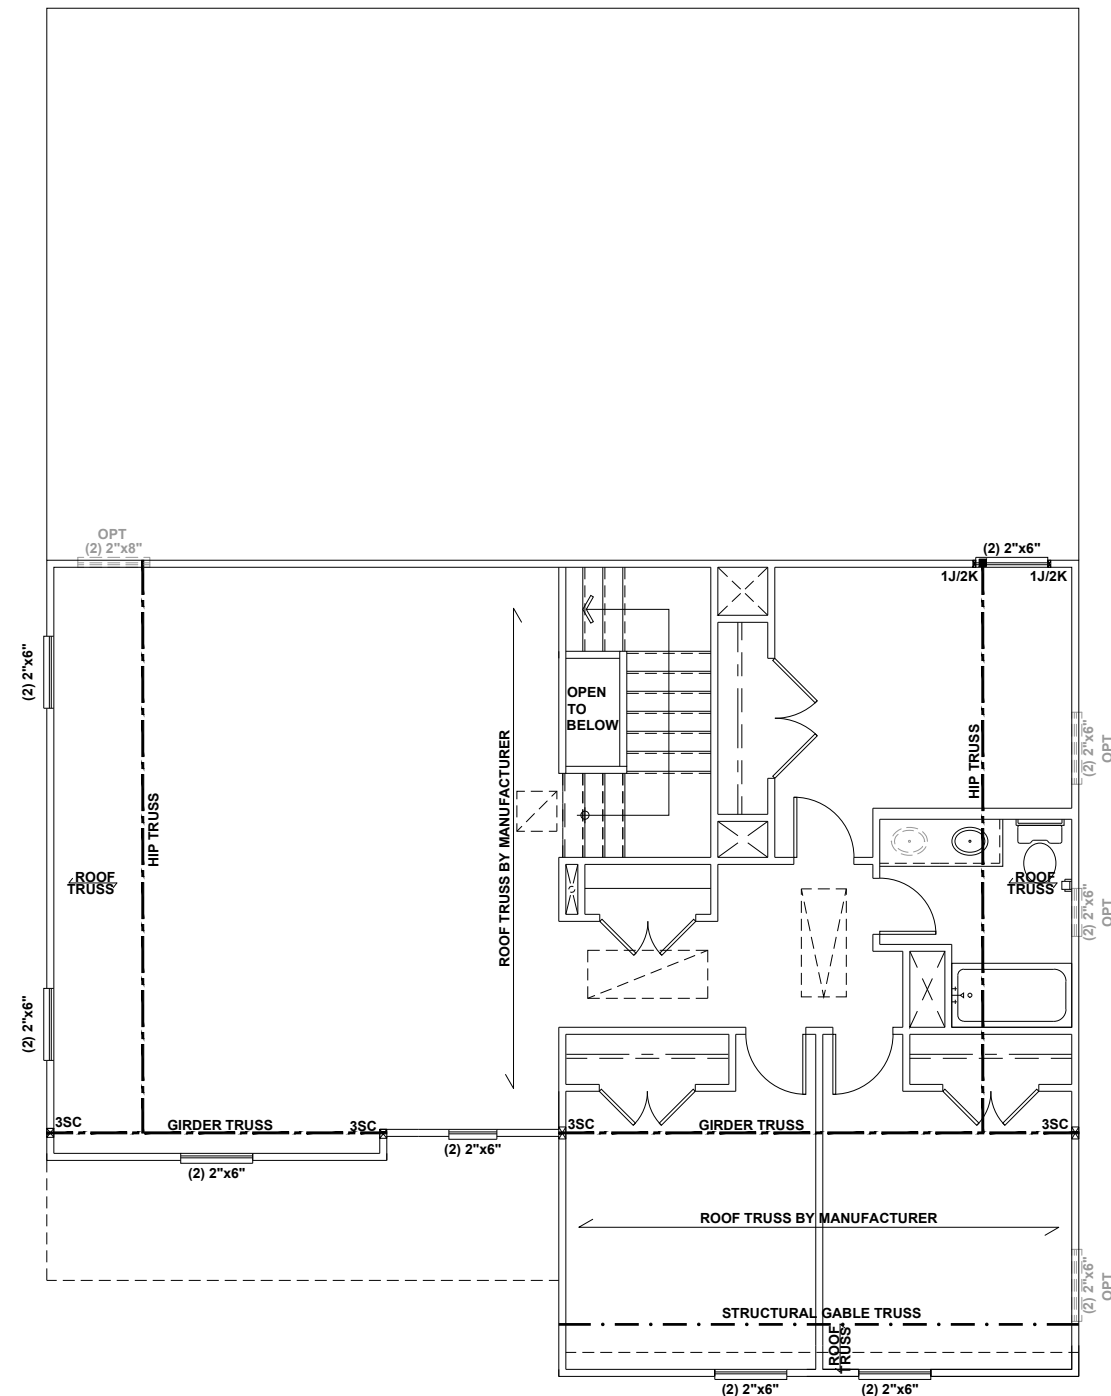 OPT
(2) 2"x8"
(2) 2"x6"
1J/2K
1J/2K
(2) 2"x6"
OPEN
TO
BELOW
(2) 2"x6"
OPT
ROOF TRUSS BY MANUFACTURER
HIP TRUSS
HIP TRUSS
ROOF
TRUSS
ROOF
TRUSS
(2) 2"x6"
OPT
(2) 2"x6"
3SC
GIRDER TRUSS
3SC
3SC
GIRDER TRUSS
3SC
(2) 2"x6"
(2) 2"x6"
ROOF TRUSS BY MANUFACTURER
(2) 2"x6"
OPT
STRUCTURAL GABLE TRUSS
ROOF
TRUSS
(2) 2"x6"
(2) 2"x6"